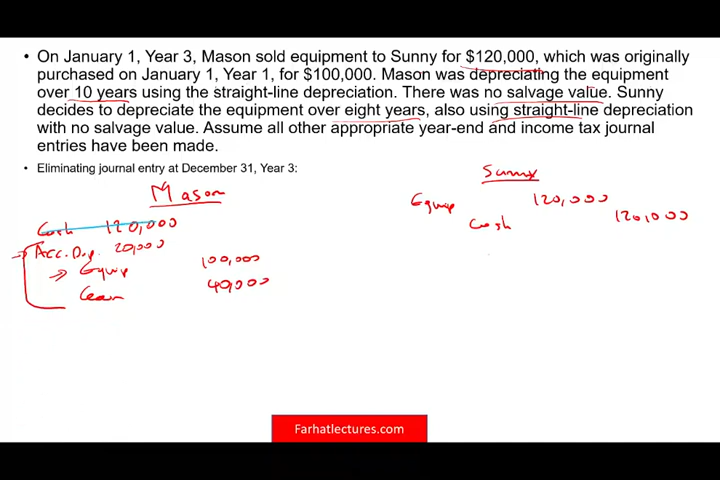 • On January 1, Year 3, Mason sold equipment to Sunny for $120,000, which was originally
purchased on January 1, Year 1, for $100,000. Mason was depreciating the equipment
over 10 years using the straight-line depreciation. There was no salvage value. Sunny
decides to depreciate the equipment over eight years, also using straight-line depreciation
with no salvage value. Assume all other appropriate year-end and income tax journal
entries have been made.
• Eliminating journal entry at December 31, Year 3:
Mason
Cash 120,000
Acc. Dep. 20,000
Equip 100,000
Gain 40,000
Sunny
Equip 120,000
Cash 120,000
Farhatlectures.com